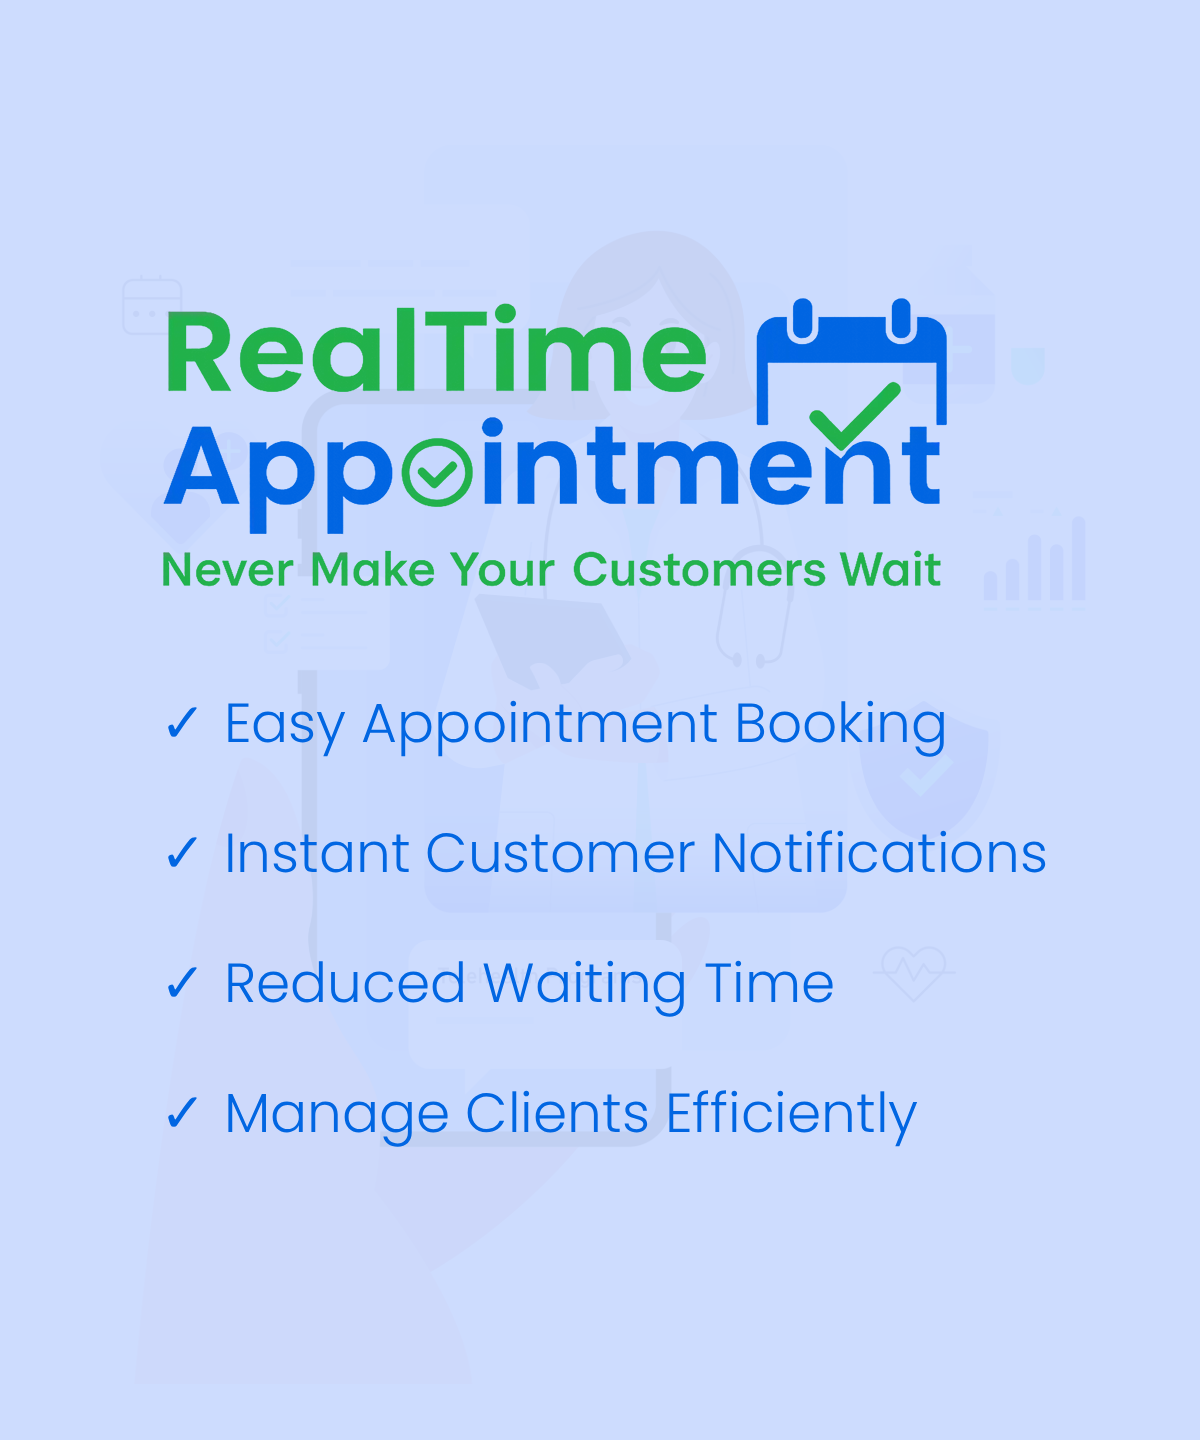 RealTime
Appointment
Never Make Your Customers Wait
✓ Easy Appointment Booking
✓ Instant Customer Notifications
✓ Reduced Waiting Time
✓ Manage Clients Efficiently